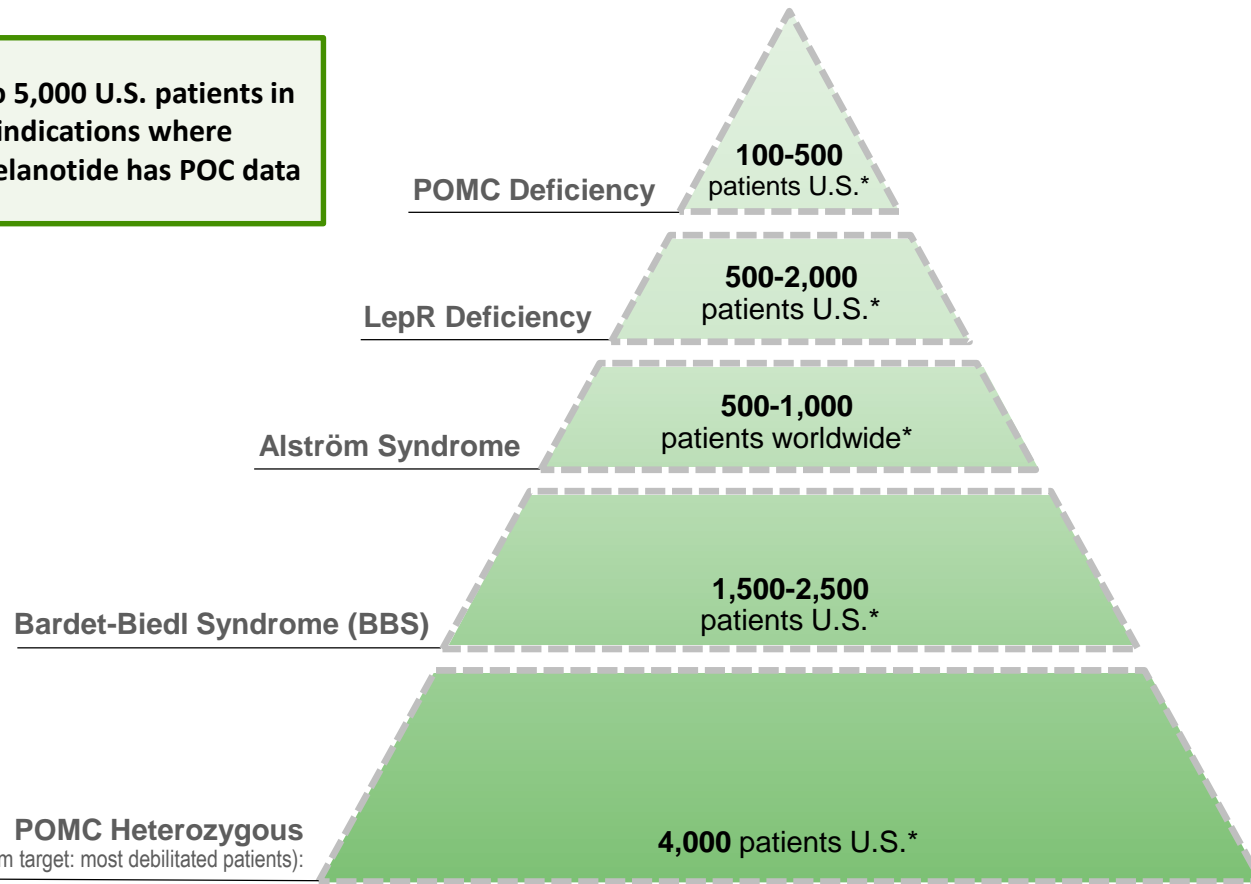 5,000 U.S. patients in
indications where
elanotide has POC data
100-500
patients U.S.*
POMC Deficiency
500-2,000
patients U.S.*
LepR Deficiency
500-1,000
patients worldwide*
Alström Syndrome
1,500-2,500
patients U.S.*
Bardet-Biedl Syndrome (BBS)
POMC Heterozygous
m target: most debilitated patients):
4,000 patients U.S.*